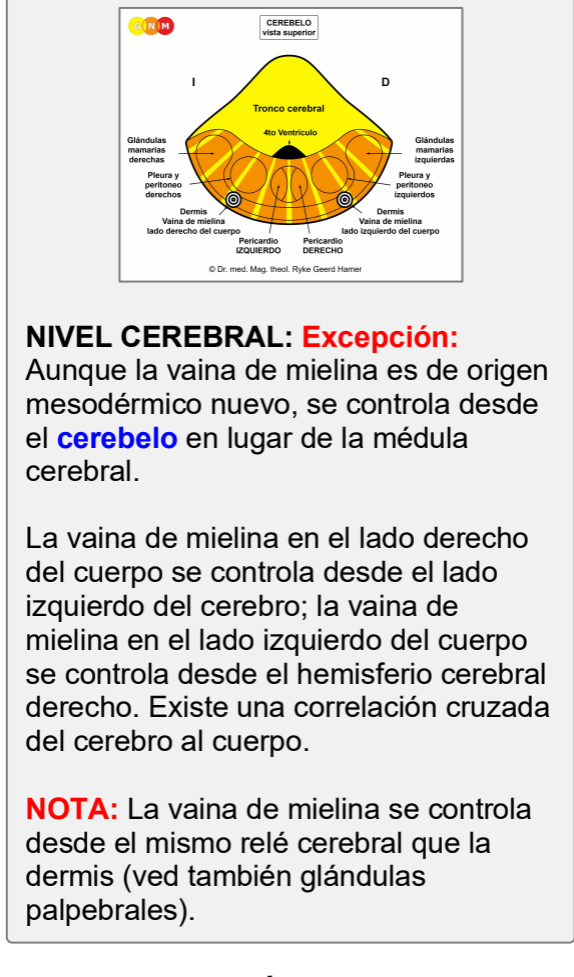 GNM
CEREBELO
vista superior
I
D
Tronco cerebral
4to Ventrículo
Glándulas
mamarias
derechas
Glándulas
mamarias
izquierdas
Pleura y
peritoneo
derechos
Pleura y
peritoneo
izquierdos
Dermis
Vaina de mielina
lado derecho del cuerpo
Dermis
Vaina de mielina
lado izquierdo del cuerpo
Pericardio
IZQUIERDO
Pericardio
DERECHO
© Dr. med. Mag. theol. Ryke Geerd Hamer
NIVEL CEREBRAL: Excepción:
Aunque la vaina de mielina es de origen
mesodérmico nuevo, se controla desde
el cerebelo en lugar de la médula
cerebral.
La vaina de mielina en el lado derecho
del cuerpo se controla desde el lado
izquierdo del cerebro; la vaina de
mielina en el lado izquierdo del cuerpo
se controla desde el hemisferio cerebral
derecho. Existe una correlación cruzada
del cerebro al cuerpo.
NOTA: La vaina de mielina se controla
desde el mismo relé cerebral que la
dermis (ved también glándulas
palpebrales).